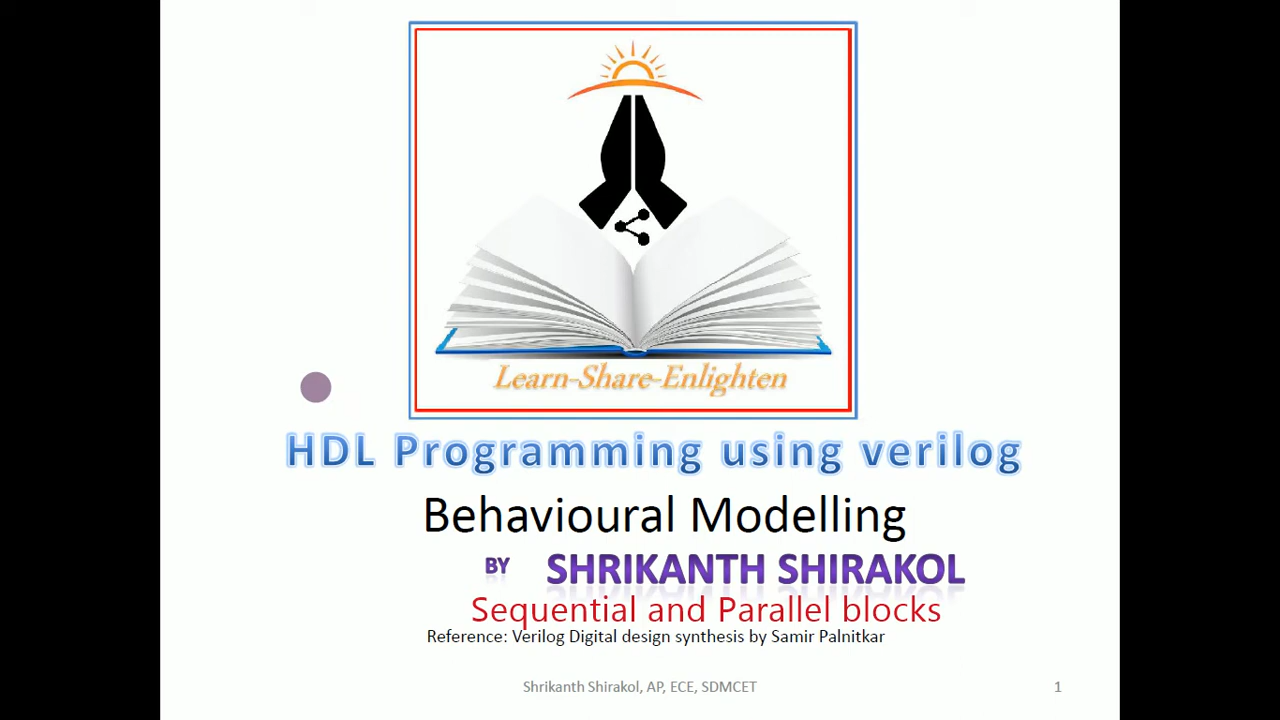 Learn-Share-Enlighten
HDL Programming using verilog
Behavioural Modelling
BY SHRIKANTH SHIRAKOL
Sequential and Parallel blocks
Reference: Verilog Digital design synthesis by Samir Palnitkar
Shrikanth Shirakol, AP, ECE, SDMCET 1